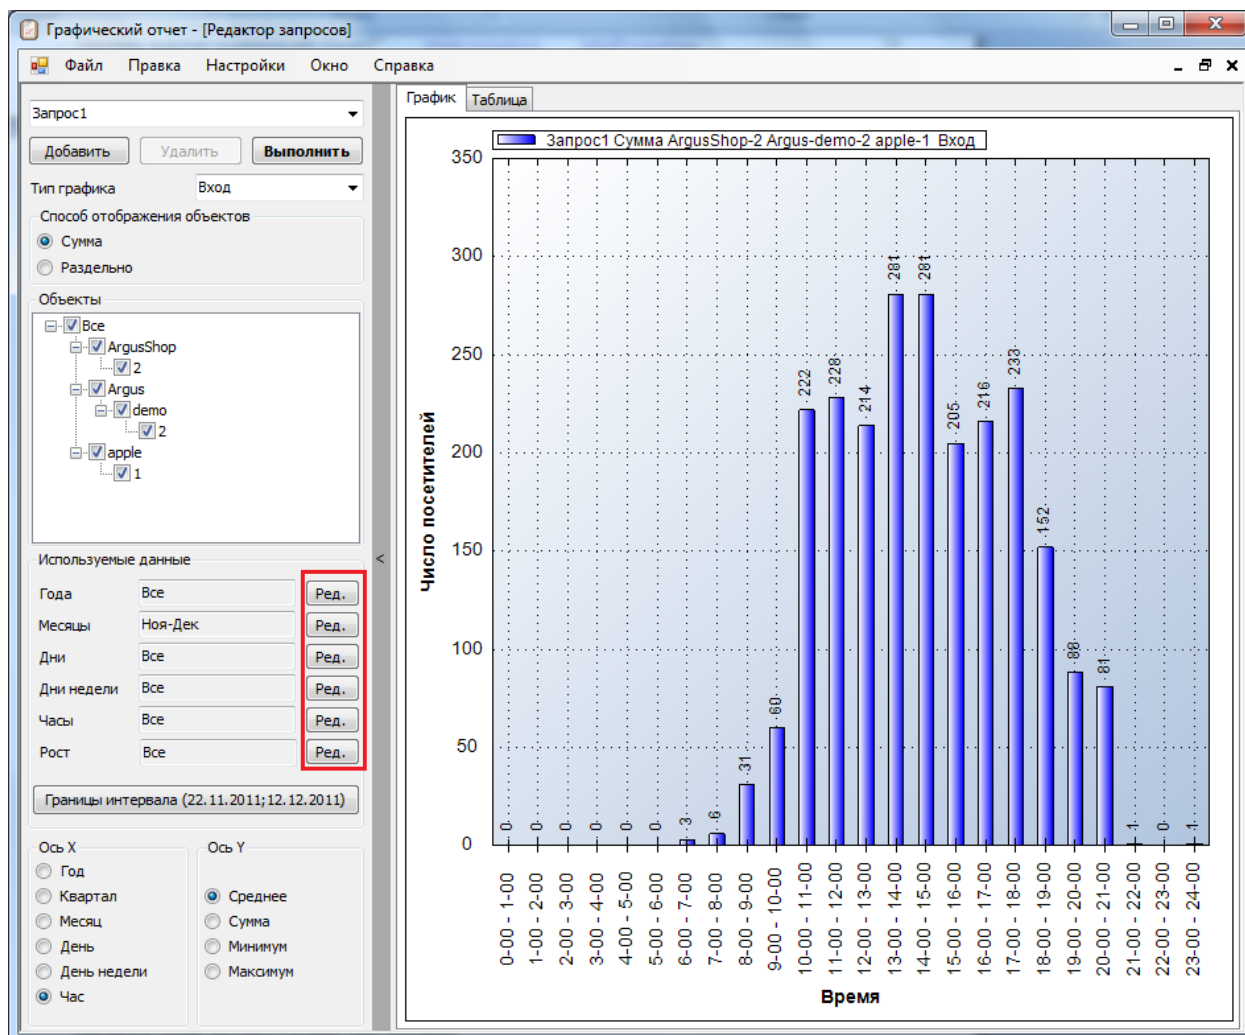 Графический отчет - [Редактор запросов]
Файл Правка Настройки Окно Справка
Запрос1
Добавить Удалить Выполнить
Тип графика Вход
Способ отображения объектов
Сумма
Раздельно
Объекты
Все
ArgusShop
2
Argus
demo
2
apple
1
Используемые данные
Года Все Ред.
Месяцы Ноя-Дек Ред.
Дни Все Ред.
Дни недели Все Ред.
Часы Все Ред.
Рост Все Ред.
Границы интервала (22.11.2011;12.12.2011)
Ось X Ось Y
Год
Квартал Среднее
Месяц Сумма
День Минимум
День недели Максимум
Час
<
График Таблица
Запрос1 Сумма ArgusShop-2 Argus-demo-2 apple-1 Вход
Число посетителей
350
300
250
200
150
100
50
0
0 0 0 0 0 0 3 6 31 60 222 228 214 281 281 205 216 233 152 88 81 1 0 1
0-00 - 1-00
1-00 - 2-00
2-00 - 3-00
3-00 - 4-00
4-00 - 5-00
5-00 - 6-00
6-00 - 7-00
7-00 - 8-00
8-00 - 9-00
9-00 - 10-00
10-00 - 11-00
11-00 - 12-00
12-00 - 13-00
13-00 - 14-00
14-00 - 15-00
15-00 - 16-00
16-00 - 17-00
17-00 - 18-00
18-00 - 19-00
19-00 - 20-00
20-00 - 21-00
21-00 - 22-00
22-00 - 23-00
23-00 - 24-00
Время